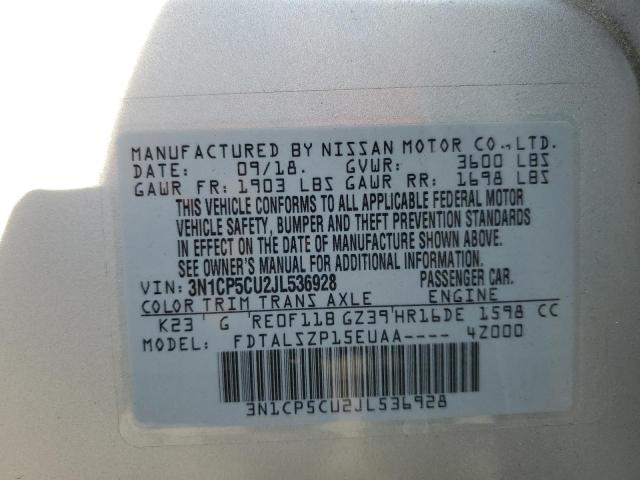 MANUFACTURED BY NISSAN MOTOR CO., LTD.
DATE: 09/18. GVWR: 3600 LBS
GAWR FR: 1903 LBS GAWR RR: 1698 LBS
THIS VEHICLE CONFORMS TO ALL APPLICABLE FEDERAL MOTOR
VEHICLE SAFETY, BUMPER AND THEFT PREVENTION STANDARDS
IN EFFECT ON THE DATE OF MANUFACTURE SHOWN ABOVE.
SEE OWNER'S MANUAL FOR ADDITIONAL INFORMATION.
VIN: 3N1CP5CU2JL536928 PASSENGER CAR.
COLOR TRIM TRANS AXLE ENGINE
K23 G RE0F11B GZ39 HR16DE 1598 CC
MODEL: FDTALSZP15EUAA---- 4Z000
3N1CP5CU2JL536928